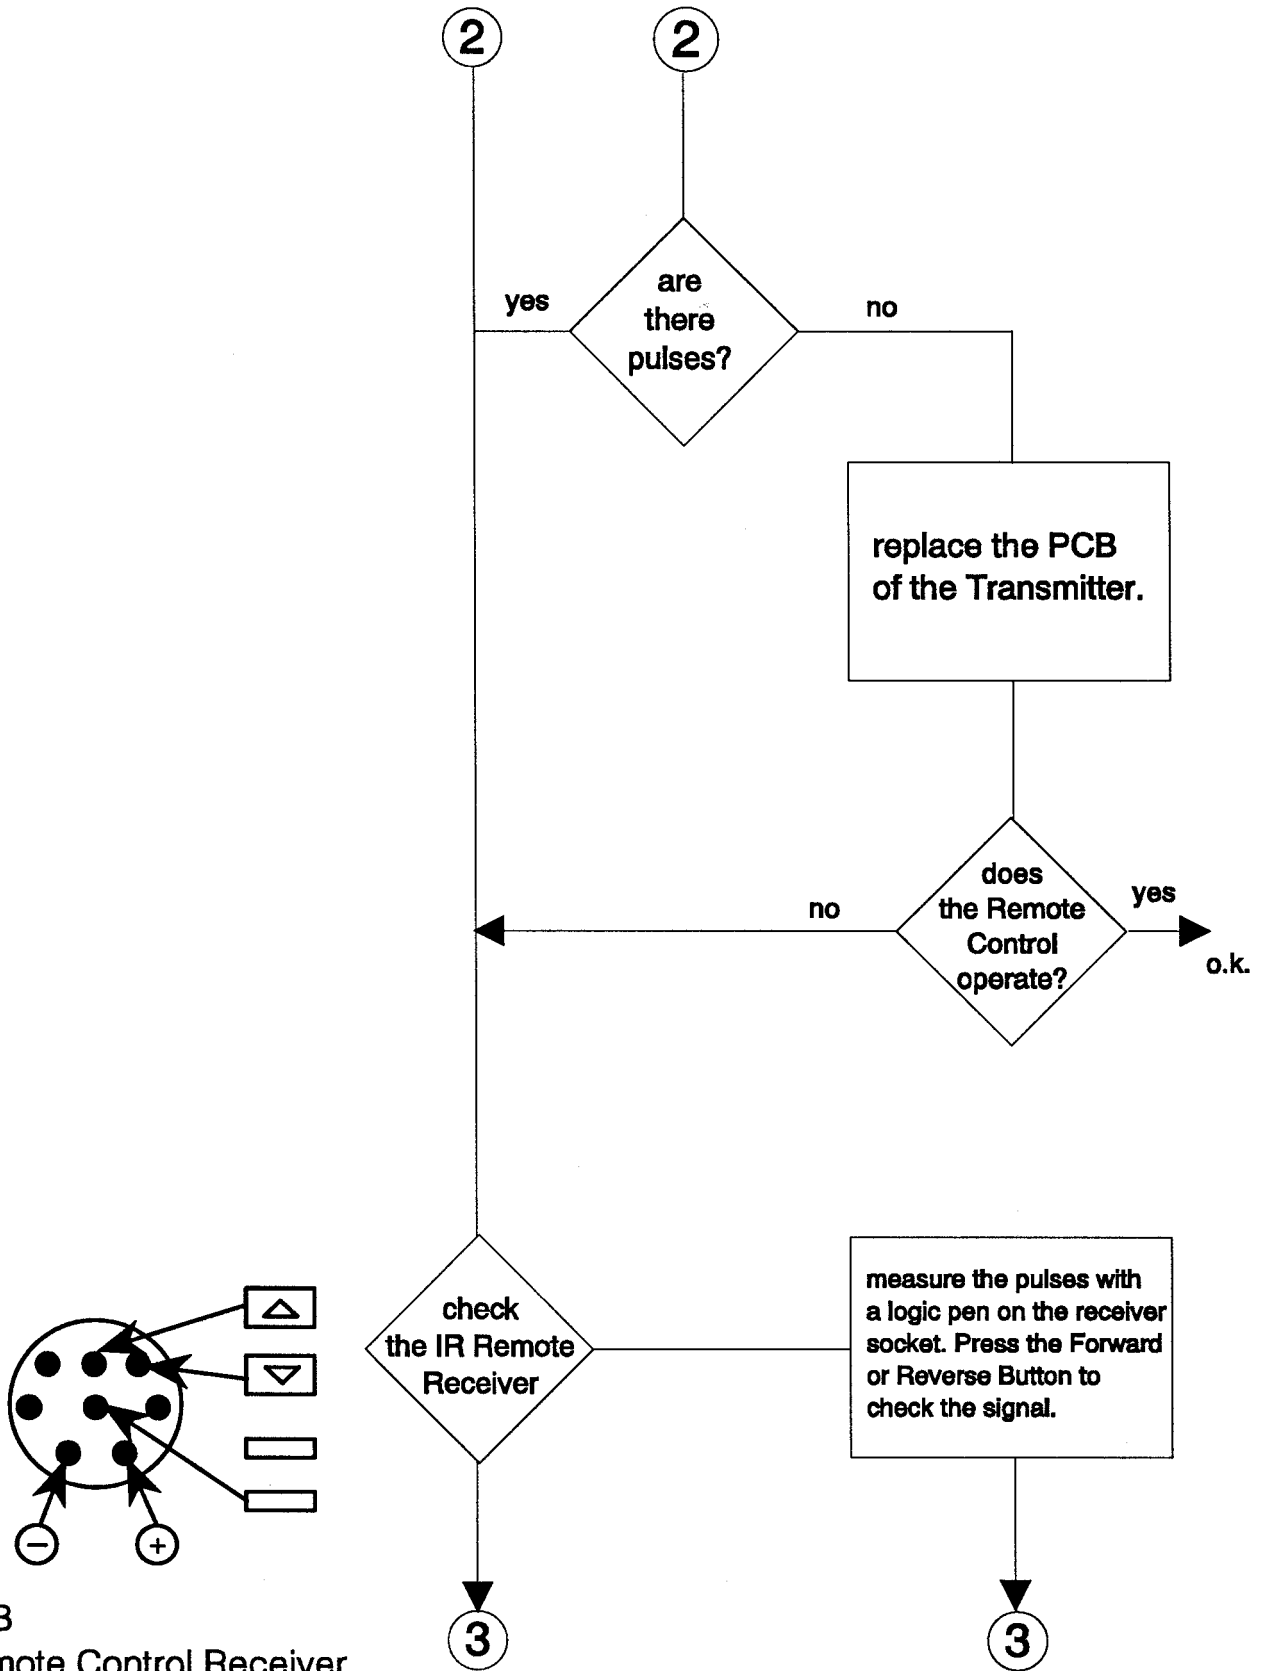 2
2
are
there
pulses?
yes
no
replace the PCB
of the Transmitter.
does
the Remote
Control
operate?
no
yes
o.k.
check
the IR Remote
Receiver
measure the pulses with
a logic pen on the receiver
socket. Press the Forward
or Reverse Button to
check the signal.
−
+
3
3
Control Receiver